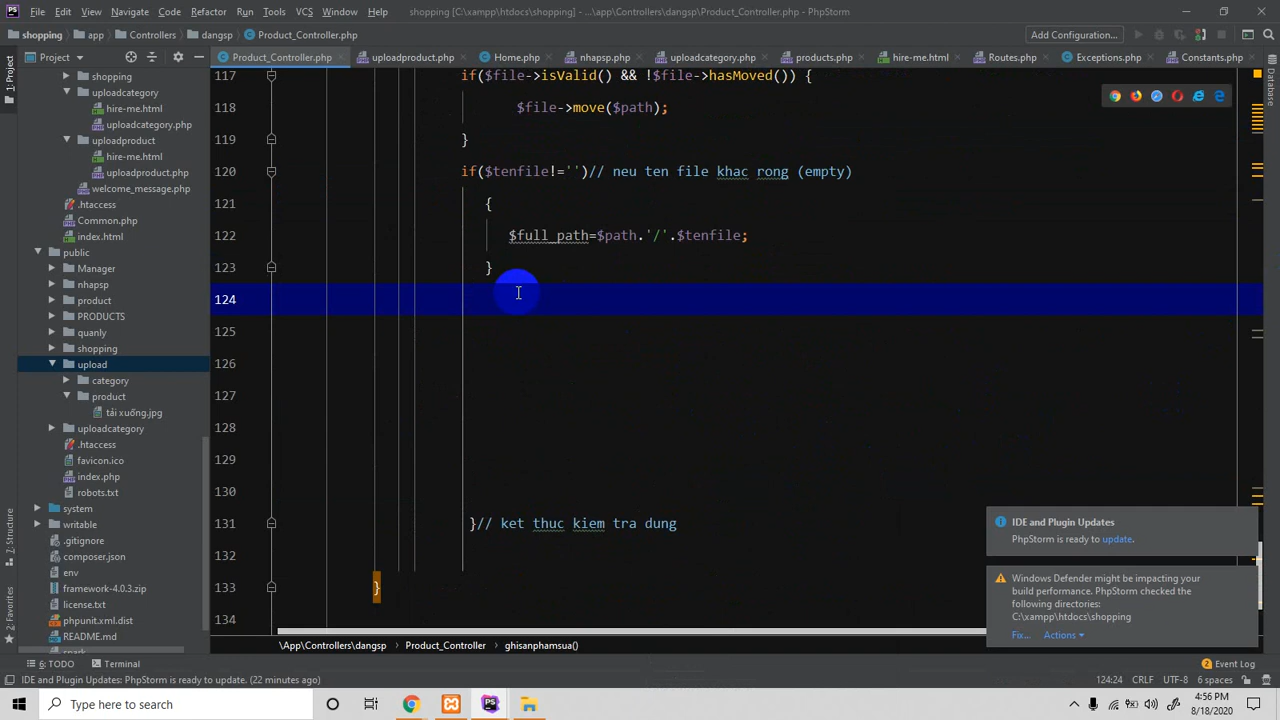 File Edit View Navigate Code Refactor Run Tools VCS Window Help shopping [C:\xampp\htdocs\shopping] - ...\app\Controllers\dangsp\Product_Controller.php - PhpStorm
shopping app Controllers dangsp Product_Controller.php Add Configuration...
Project Product_Controller.php uploadproduct.php Home.php nhapsp.php uploadcategory.php products.php hire-me.html Routes.php Exceptions.php Constants.php
1: Project
7: Structure
2: Favorites
Database
shopping
uploadcategory
hire-me.html
uploadcategory.php
uploadproduct
hire-me.html
uploadproduct.php
welcome_message.php
.htaccess
Common.php
index.html
public
Manager
nhapsp
product
PRODUCTS
quanly
shopping
upload
category
product
tải xuống.jpg
uploadcategory
.htaccess
favicon.ico
index.php
robots.txt
system
writable
.gitignore
composer.json
env
framework-4.0.3.zip
license.txt
phpunit.xml.dist
README.md
spark
117 if($file->isValid() && !$file->hasMoved()) {
118 $file->move($path);
119 }
120 if($tenfile!='')// neu ten file khac rong (empty)
121 {
122 $full_path=$path.'/'.$tenfile;
123 }
124
125
126
127
128
129
130
131 }// ket thuc kiem tra dung
132
133 }
134
IDE and Plugin Updates
PhpStorm is ready to update.
Windows Defender might be impacting your
build performance. PhpStorm checked the
following directories:
C:\xampp\htdocs\shopping
Fix... Actions
\App\Controllers\dangsp Product_Controller ghisanphamsua()
6: TODO Terminal 2 Event Log
IDE and Plugin Updates: PhpStorm is ready to update. (22 minutes ago) 124:24 CRLF UTF-8 6 spaces
Type here to search PS 4:56 PM
8/18/2020